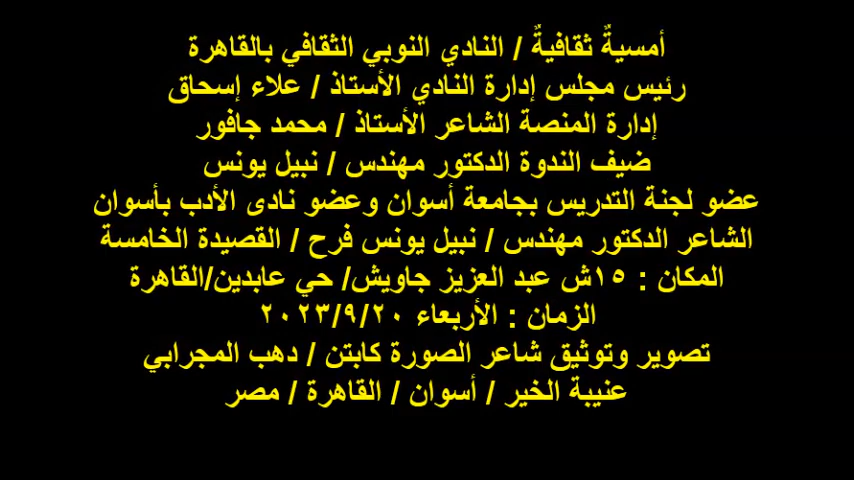 أمسيةٌ ثقافيةٌ / النادي النوبي الثقافي بالقاهرة
رئيس مجلس إدارة النادي الأستاذ / علاء إسحاق
إدارة المنصة الشاعر الأستاذ / محمد جافور
ضيف الندوة الدكتور مهندس / نبيل يونس
عضو لجنة التدريس بجامعة أسوان وعضو نادى الأدب بأسوان
الشاعر الدكتور مهندس / نبيل يونس فرح / القصيدة الخامسة
المكان : ١٥ش عبد العزيز جاويش/ حي عابدين/القاهرة
الزمان : الأربعاء ٢٠٢٣/٩/٢٠
تصوير وتوثيق شاعر الصورة كابتن / دهب المجرابي
عنيبة الخير / أسوان / القاهرة / مصر